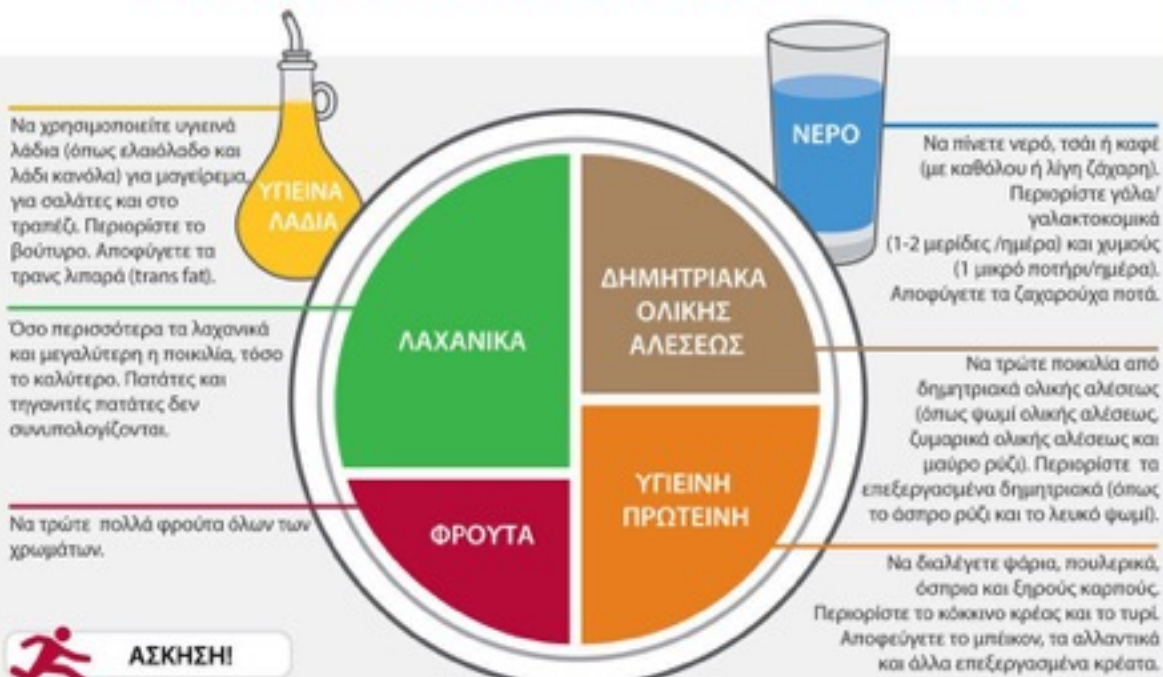 Να χρησιμοποιείτε υγιεινά
λάδια (όπως ελαιόλαδο και
λάδι κανόλα) για μαγείρεμα,
για σαλάτες και στο
τραπέζι. Περιορίστε το
βούτυρο. Αποφύγετε τα
τρανς λιπαρά (trans fat).
ΥΓΙΕΙΝΑ
ΛΑΔΙΑ
ΝΕΡΟ
Να πίνετε νερό, τσάι ή καφέ
(με καθόλου ή λίγη ζάχαρη).
Περιορίστε γάλα/
γαλακτοκομικά
(1-2 μερίδες /ημέρα) και χυμούς
(1 μικρό ποτήρι/ημέρα).
Αποφύγετε τα ζαχαρούχα ποτά.
Όσο περισσότερα τα λαχανικά
και μεγαλύτερη η ποικιλία, τόσο
το καλύτερο. Πατάτες και
τηγανιτές πατάτες δεν
συνυπολογίζονται.
ΛΑΧΑΝΙΚΑ
ΔΗΜΗΤΡΙΑΚΑ
ΟΛΙΚΗΣ
ΑΛΕΣΕΩΣ
Να τρώτε ποικιλία από
δημητριακά ολικής αλέσεως
(όπως ψωμί ολικής αλέσεως,
ζυμαρικά ολικής αλέσεως και
μαύρο ρύζι). Περιορίστε τα
επεξεργασμένα δημητριακά (όπως
το άσπρο ρύζι και το λευκό ψωμί).
Να τρώτε πολλά φρούτα όλων των
χρωμάτων.
ΦΡΟΥΤΑ
ΥΓΙΕΙΝΗ
ΠΡΩΤΕΙΝΗ
Να διαλέγετε ψάρια, πουλερικά,
όσπρια και ξηρούς καρπούς.
Περιορίστε το κόκκινο κρέας και το τυρί.
Αποφεύγετε το μπέικον, τα αλλαντικά
και άλλα επεξεργασμένα κρέατα.
ΑΣΚΗΣΗ!